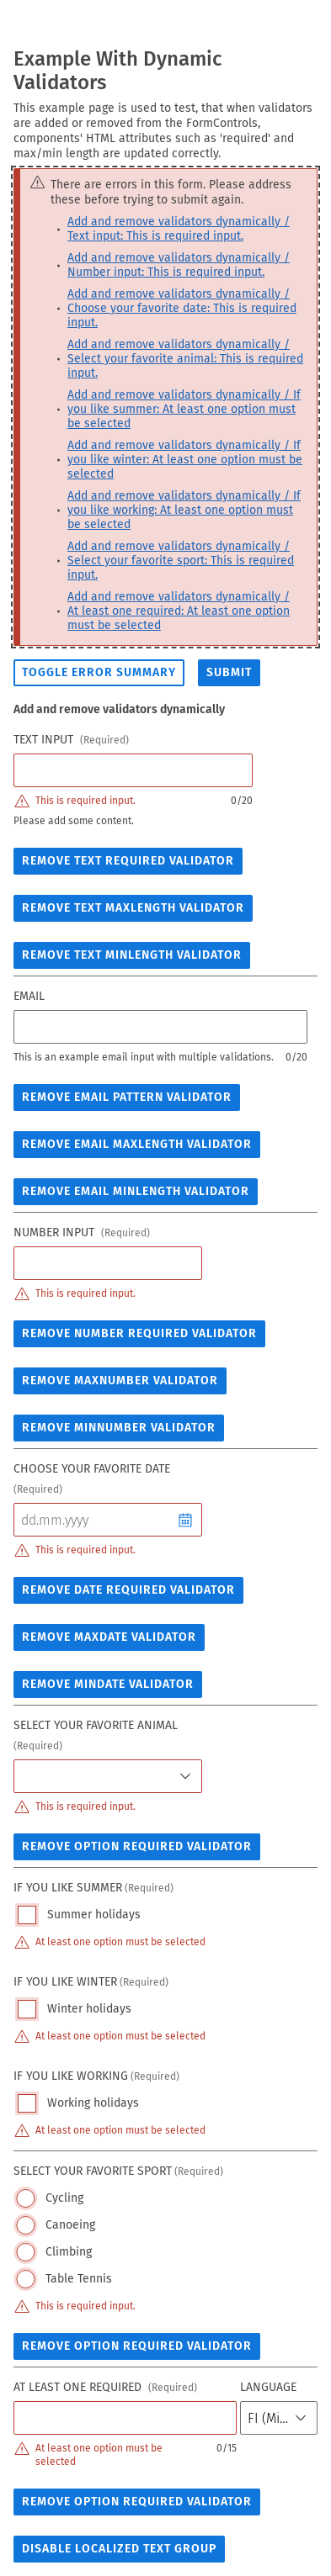 Example With Dynamic
Validators
This example page is used to test, that when validators
are added or removed from the FormControls,
components' HTML attributes such as 'required' and
max/min length are updated correctly.
There are errors in this form. Please address
these before trying to submit again.
• Add and remove validators dynamically /
Text input: This is required input.
• Add and remove validators dynamically /
Number input: This is required input.
• Add and remove validators dynamically /
Choose your favorite date: This is required
input.
• Add and remove validators dynamically /
Select your favorite animal: This is required
input.
• Add and remove validators dynamically / If
you like summer: At least one option must
be selected
• Add and remove validators dynamically / If
you like winter: At least one option must be
selected
• Add and remove validators dynamically / If
you like working: At least one option must
be selected
• Add and remove validators dynamically /
Select your favorite sport: This is required
input.
• Add and remove validators dynamically /
At least one required: At least one option
must be selected
TOGGLE ERROR SUMMARY SUBMIT
Add and remove validators dynamically
TEXT INPUT (Required)
This is required input. 0/20
Please add some content.
REMOVE TEXT REQUIRED VALIDATOR
REMOVE TEXT MAXLENGTH VALIDATOR
REMOVE TEXT MINLENGTH VALIDATOR
EMAIL
This is an example email input with multiple validations. 0/20
REMOVE EMAIL PATTERN VALIDATOR
REMOVE EMAIL MAXLENGTH VALIDATOR
REMOVE EMAIL MINLENGTH VALIDATOR
NUMBER INPUT (Required)
This is required input.
REMOVE NUMBER REQUIRED VALIDATOR
REMOVE MAXNUMBER VALIDATOR
REMOVE MINNUMBER VALIDATOR
CHOOSE YOUR FAVORITE DATE
(Required)
dd.mm.yyyy
This is required input.
REMOVE DATE REQUIRED VALIDATOR
REMOVE MAXDATE VALIDATOR
REMOVE MINDATE VALIDATOR
SELECT YOUR FAVORITE ANIMAL
(Required)
This is required input.
REMOVE OPTION REQUIRED VALIDATOR
IF YOU LIKE SUMMER (Required)
Summer holidays
At least one option must be selected
IF YOU LIKE WINTER (Required)
Winter holidays
At least one option must be selected
IF YOU LIKE WORKING (Required)
Working holidays
At least one option must be selected
SELECT YOUR FAVORITE SPORT (Required)
Cycling
Canoeing
Climbing
Table Tennis
This is required input.
REMOVE OPTION REQUIRED VALIDATOR
AT LEAST ONE REQUIRED (Required) LANGUAGE
FI (Mi...
At least one option must be 0/15
selected
REMOVE OPTION REQUIRED VALIDATOR
DISABLE LOCALIZED TEXT GROUP